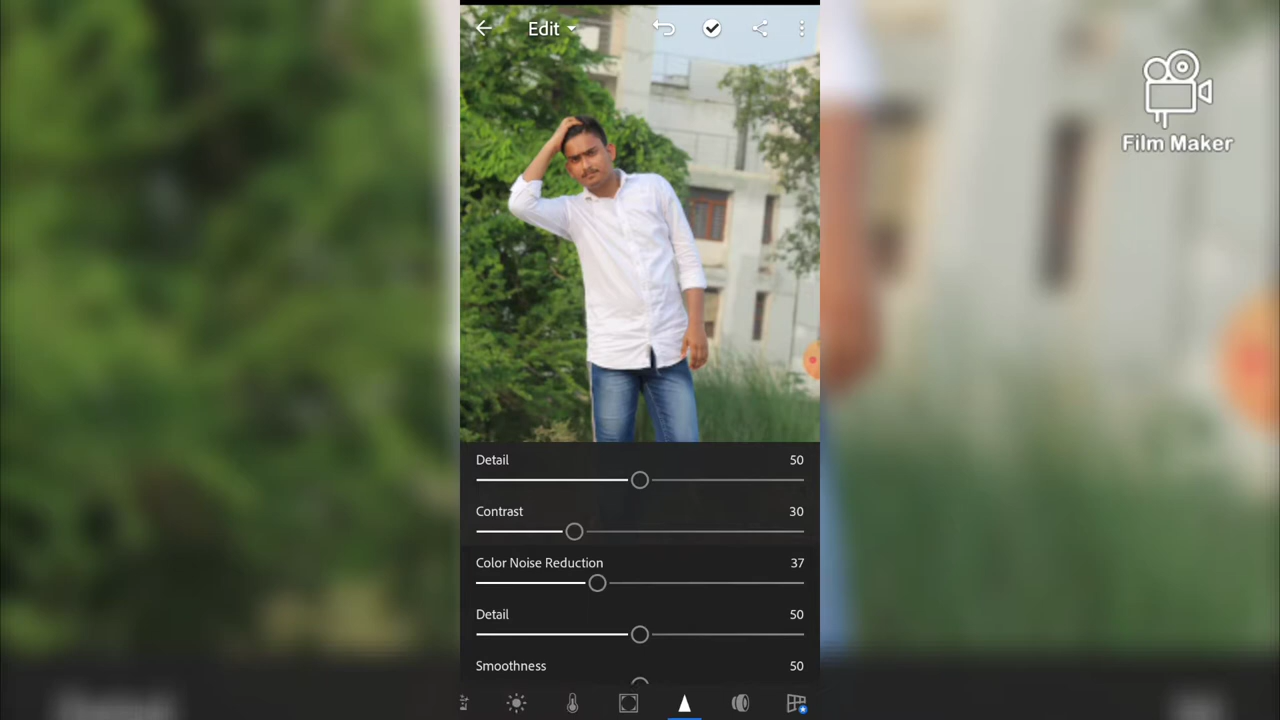 Edit
Film Maker
Detail 50
Contrast 30
Color Noise Reduction 37
Detail 50
Smoothness 50